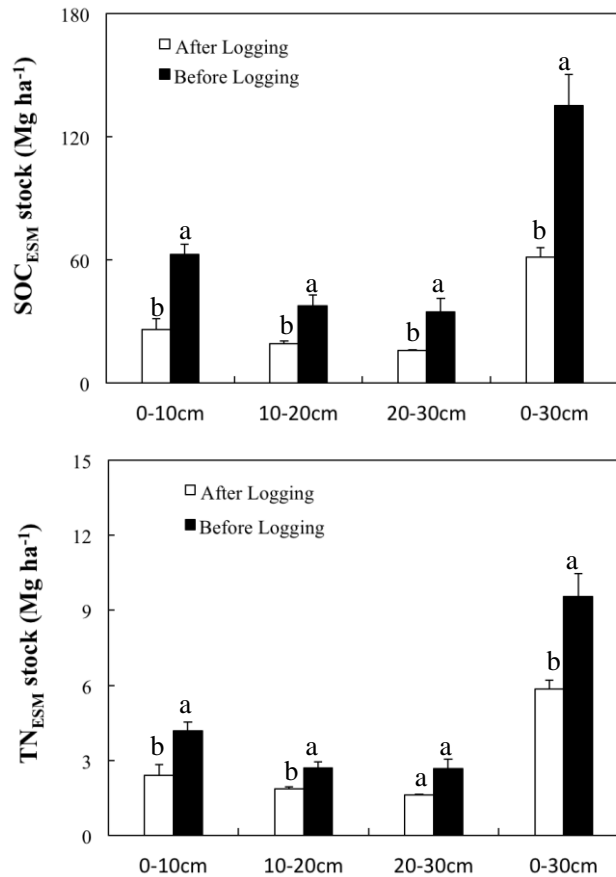 180
120
60
0
SOCESM stock (Mg ha-1)
After Logging
Before Logging
b a
b a
b a
b a
0-10cm 10-20cm 20-30cm 0-30cm
15
12
9
6
3
0
TNESM stock (Mg ha-1)
After Logging
Before Logging
b a
b a
a a
b a
0-10cm 10-20cm 20-30cm 0-30cm